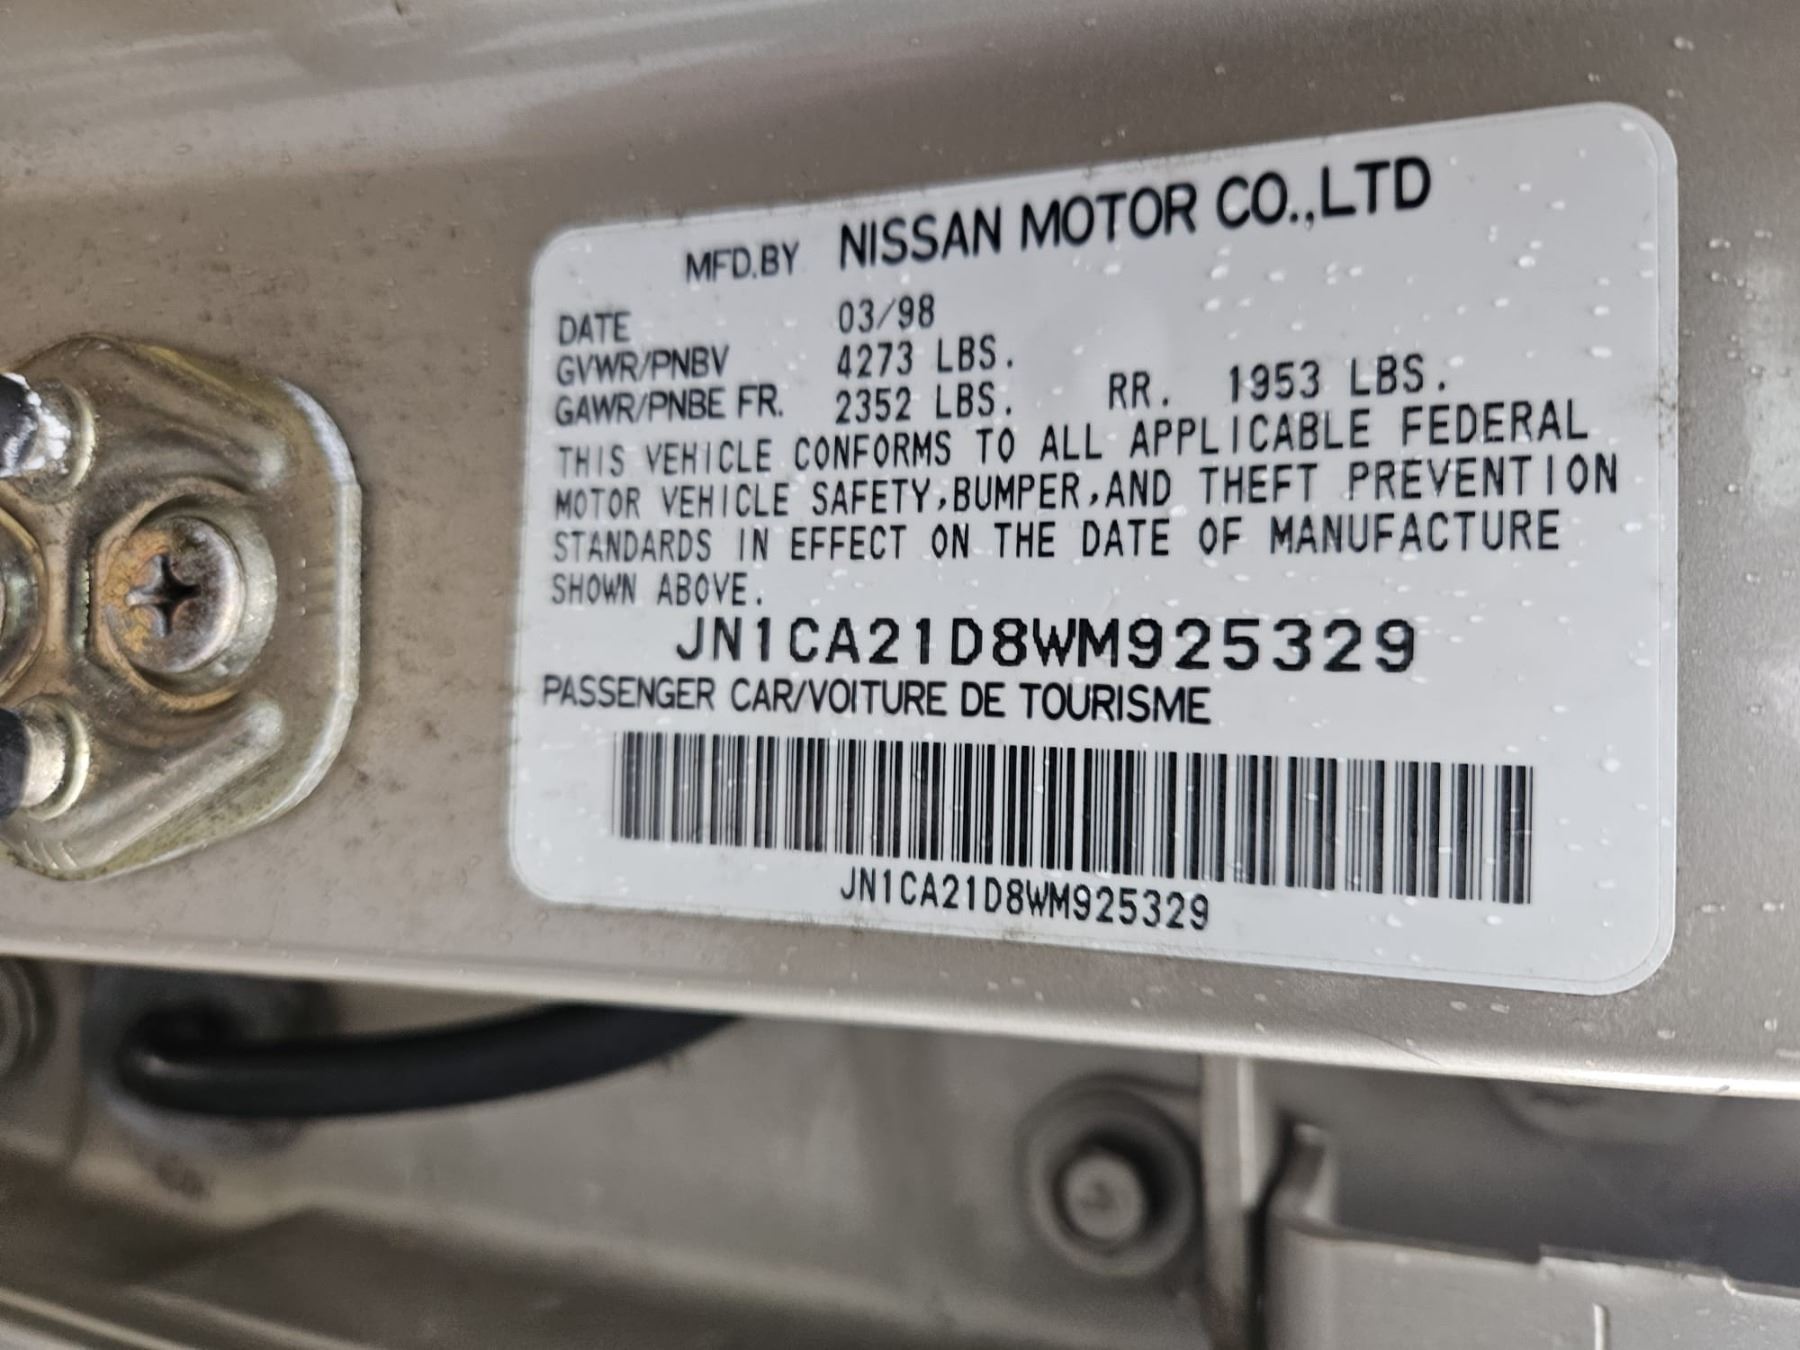 MFD.BY NISSAN MOTOR CO.,LTD
DATE 03/98
GVWR/PNBV 4273 LBS.
GAWR/PNBE FR. 2352 LBS. RR. 1953 LBS.
THIS VEHICLE CONFORMS TO ALL APPLICABLE FEDERAL
MOTOR VEHICLE SAFETY,BUMPER,AND THEFT PREVENTION
STANDARDS IN EFFECT ON THE DATE OF MANUFACTURE
SHOWN ABOVE.
JN1CA21D8WM925329
PASSENGER CAR/VOITURE DE TOURISME
JN1CA21D8WM925329